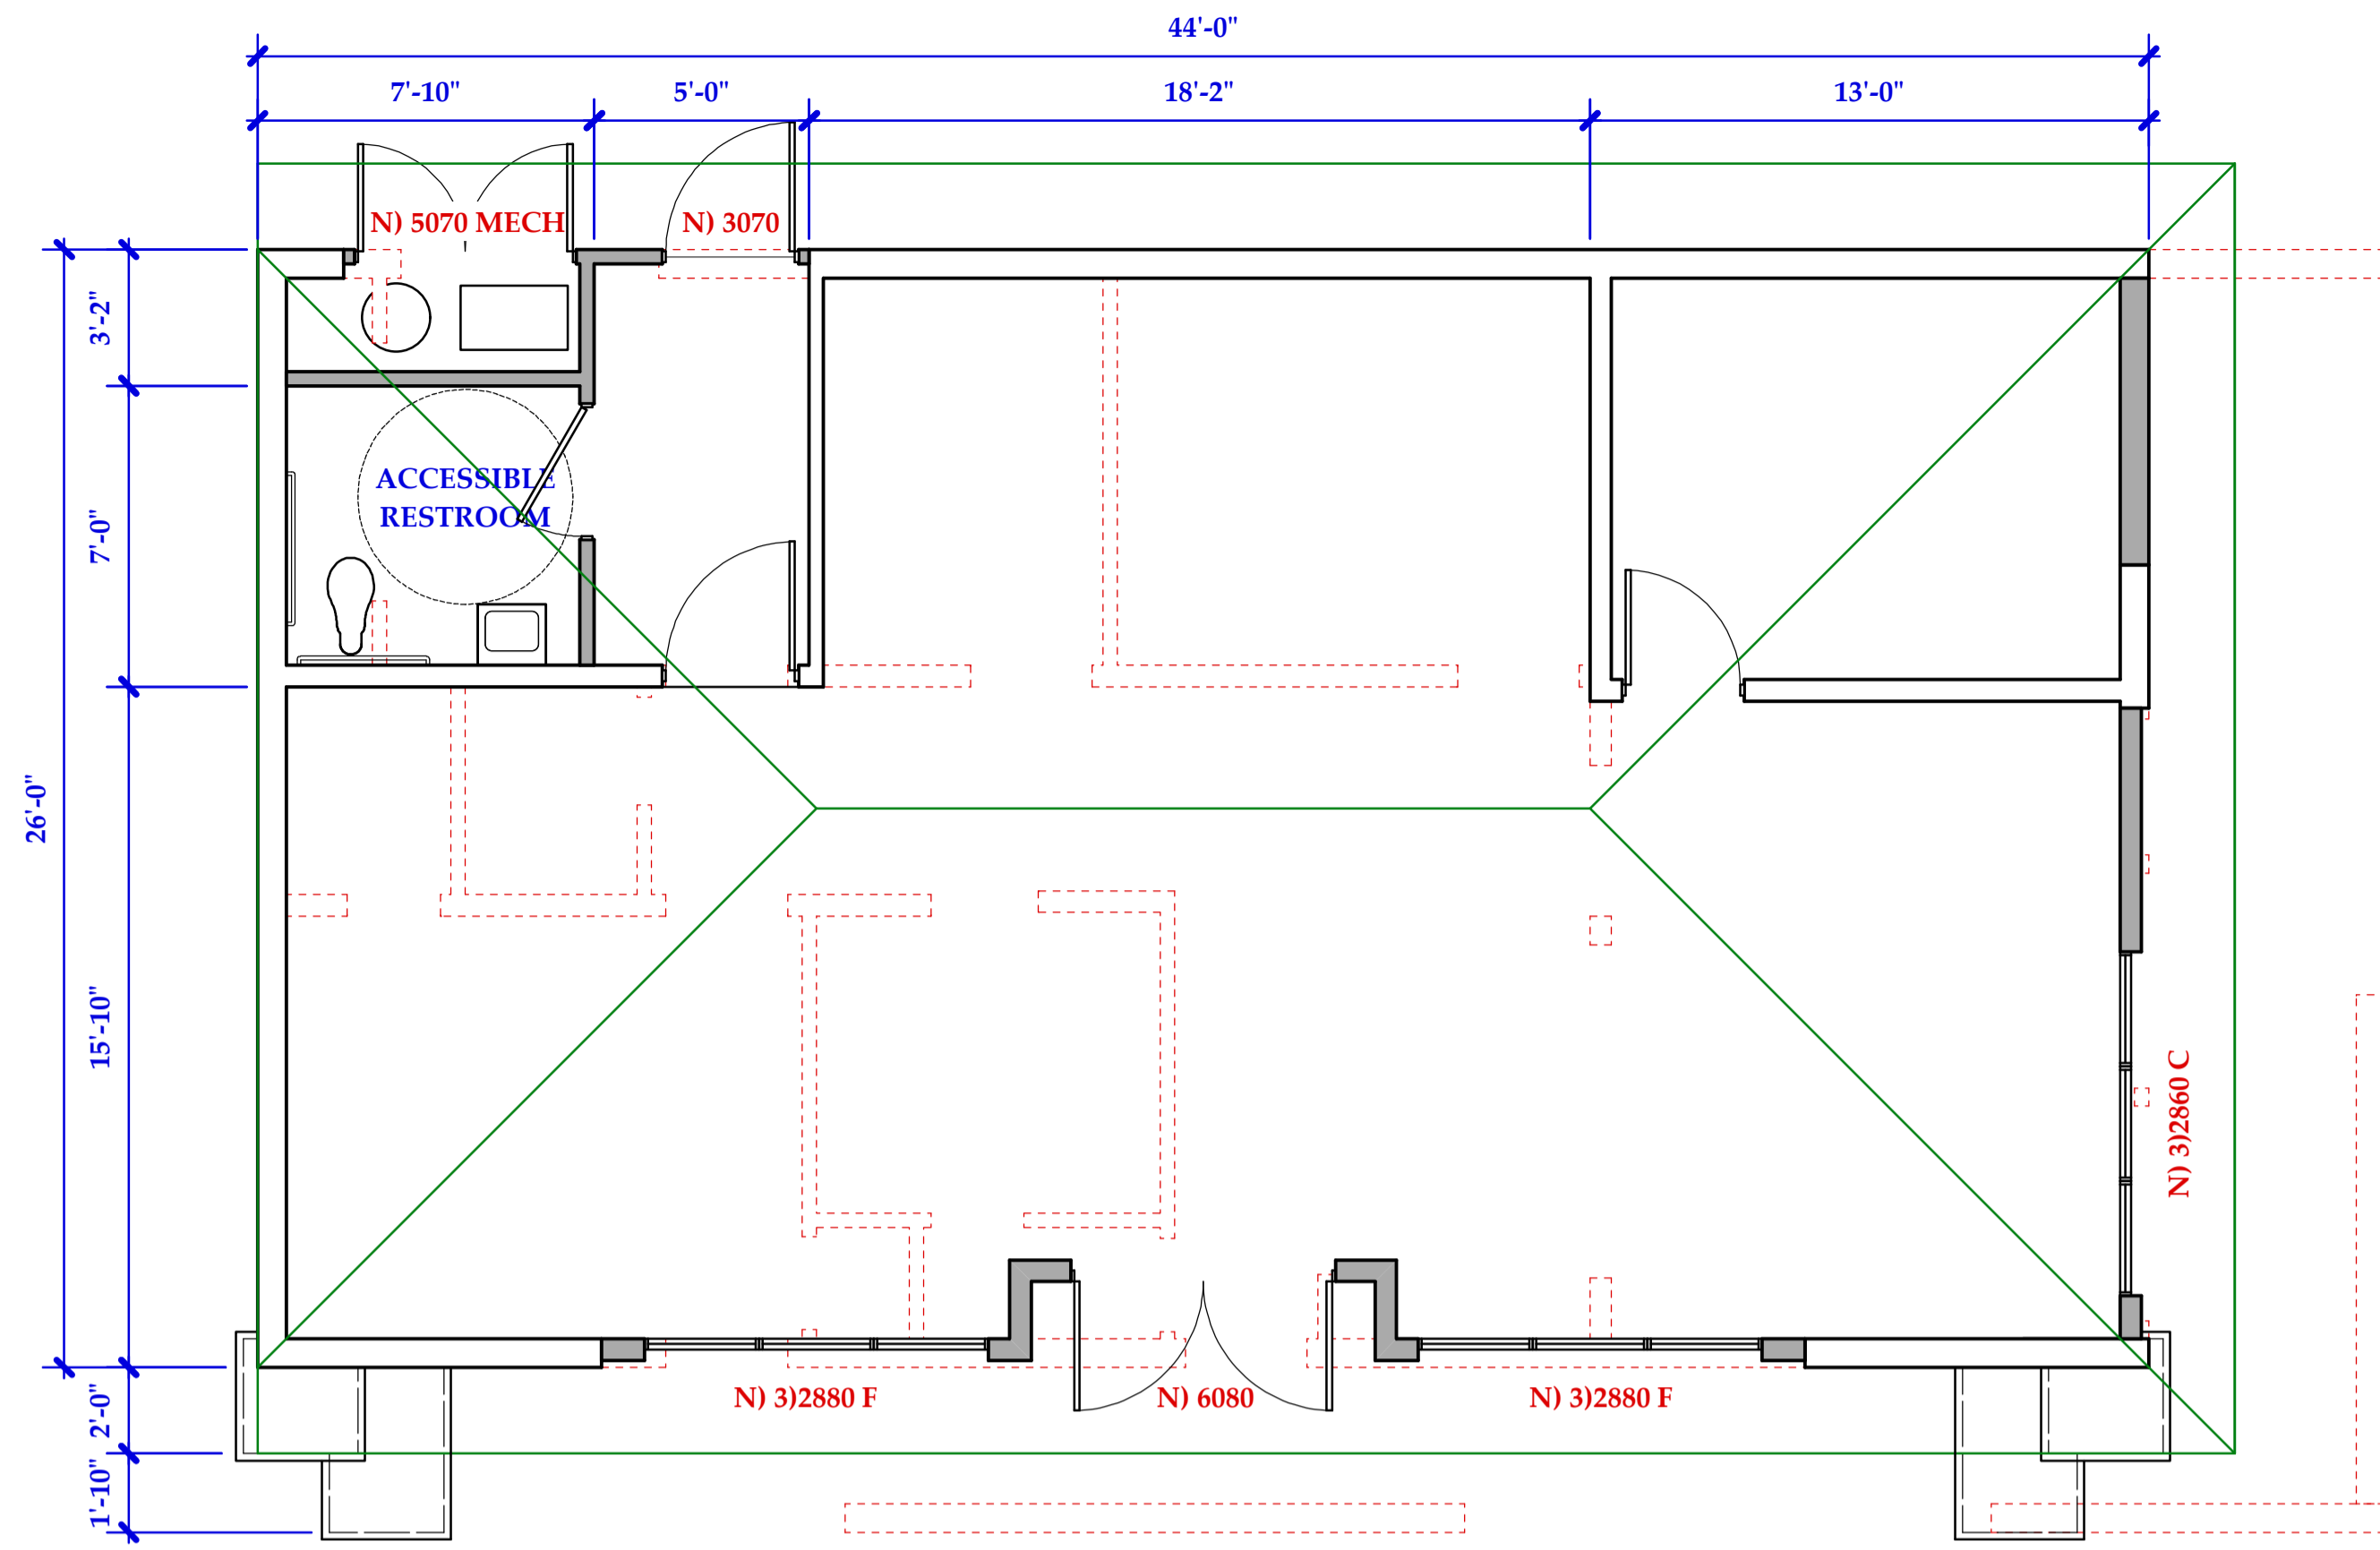 44'-0"
7'-10"
5'-0"
18'-2"
13'-0"
N) 5070 MECH
N) 3070
3'-2"
ACCESSIBLE
RESTROOM
7'-0"
26'-0"
15'-10"
N) 3)2860 C
N) 3)2880 F
N) 6080
N) 3)2880 F
2'-0"
1'-10"